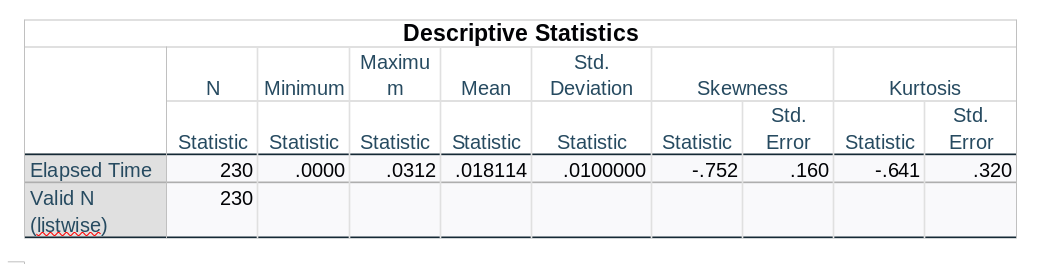 Descriptive Statistics
N Minimum Maximu
m Mean Std.
Deviation Skewness Kurtosis
Statistic Statistic Statistic Statistic Statistic Statistic Std.
Error Statistic Std.
Error
Elapsed Time 230 .0000 .0312 .018114 .0100000 -.752 .160 -.641 .320
Valid N
(listwise) 230